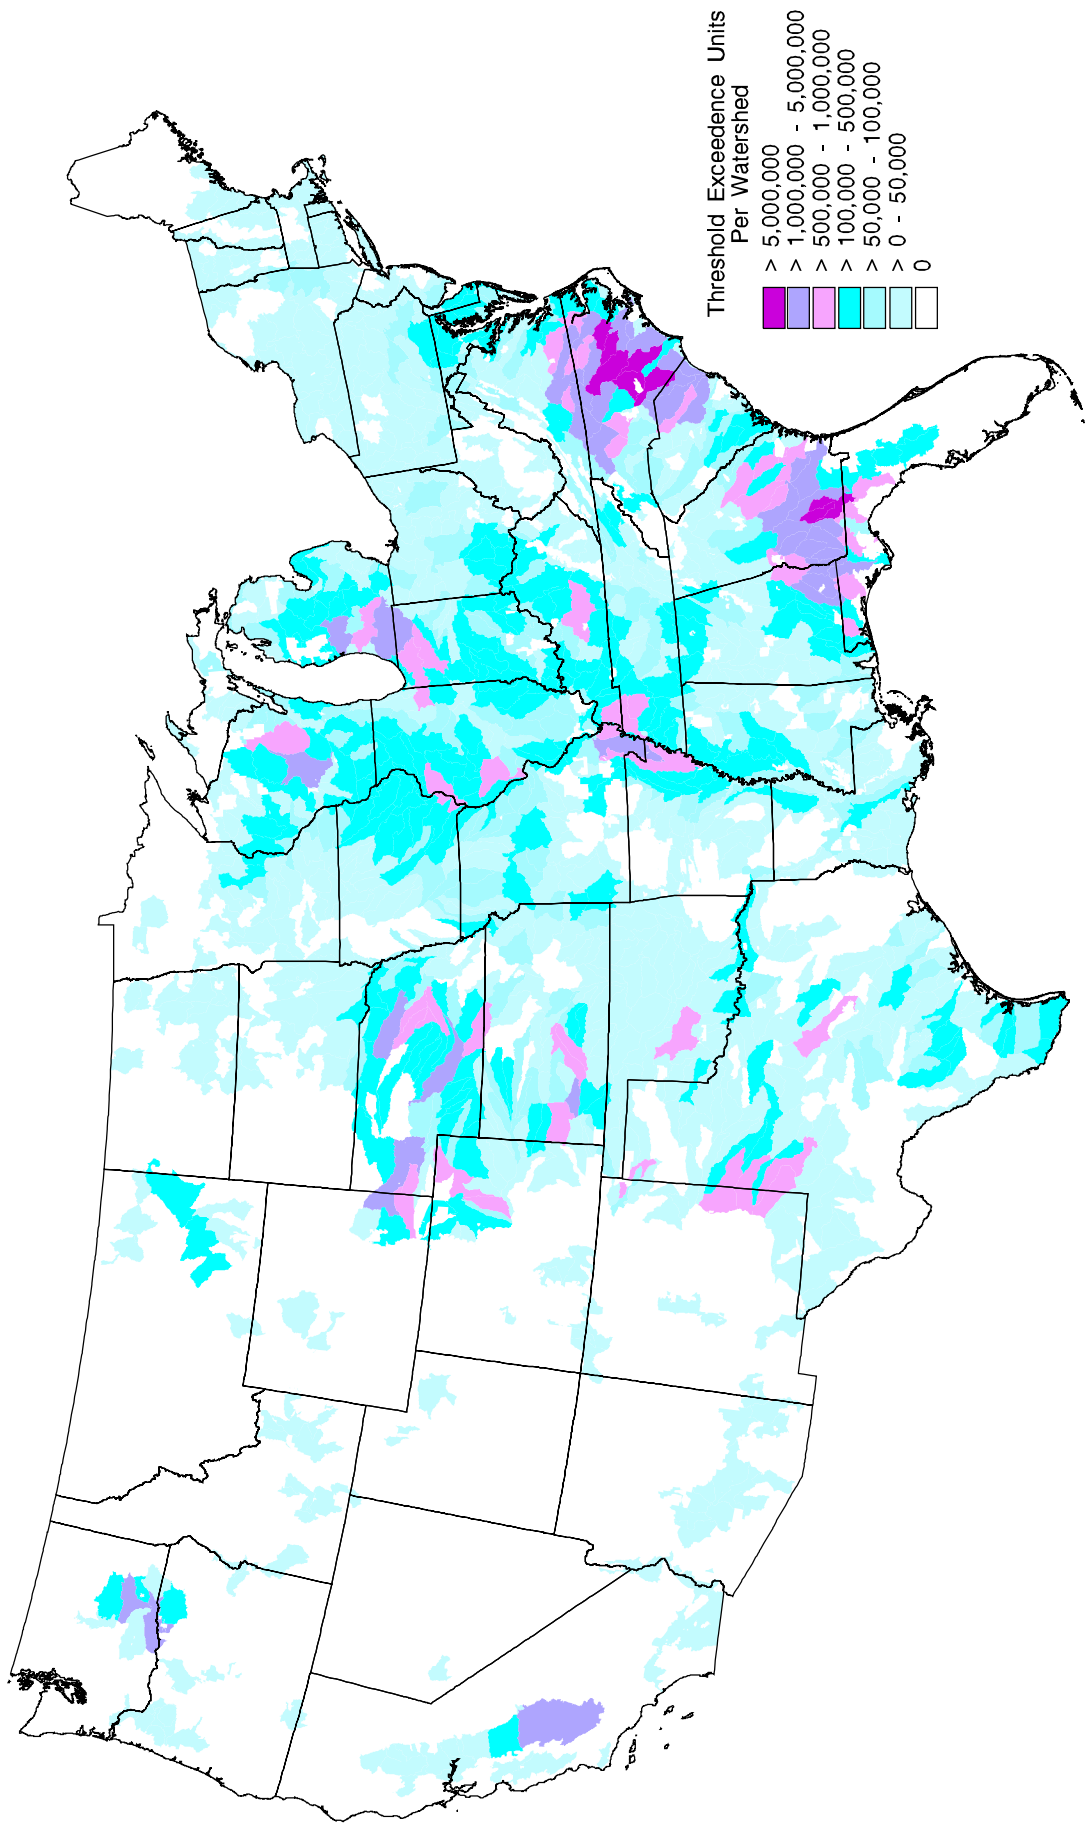 Threshold Exceedence Units
Per Watershed
> 5,000,000
> 1,000,000 - 5,000,000
> 500,000 - 1,000,000
> 100,000 - 500,000
> 50,000 - 100,000
> 0 - 50,000
0